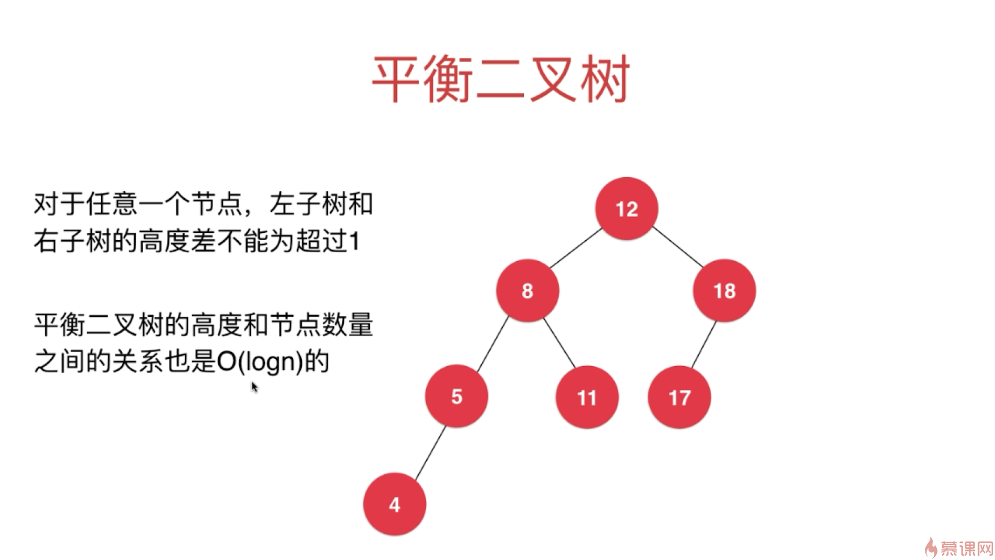 平衡二叉树
对于任意一个节点，左子树和
右子树的高度差不能为超过1
平衡二叉树的高度和节点数量
之间的关系也是O(logn)的
12
8
18
5
11
17
4
慕课网